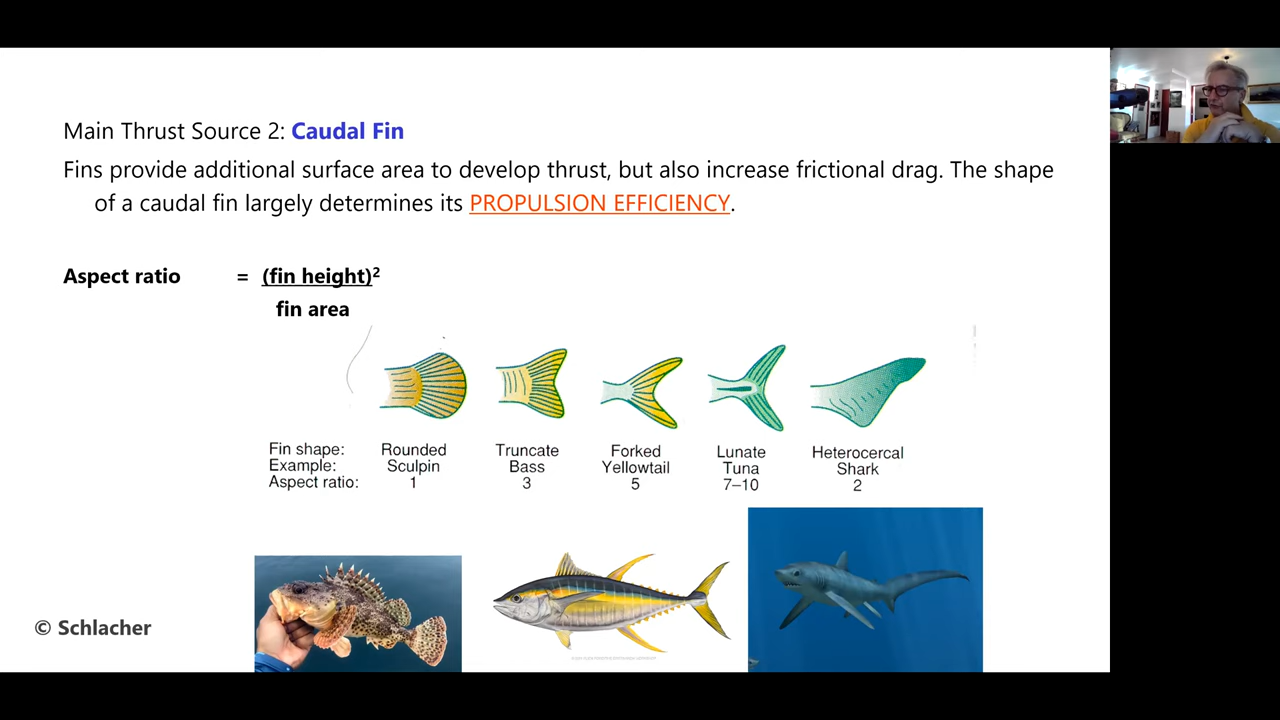 Main Thrust Source 2: Caudal Fin
Fins provide additional surface area to develop thrust, but also increase frictional drag. The shape
of a caudal fin largely determines its PROPULSION EFFICIENCY.
Aspect ratio = (fin height)²
fin area
Fin shape: Rounded Truncate Forked Lunate Heterocercal
Example: Sculpin Bass Yellowtail Tuna Shark
Aspect ratio: 1 3 5 7–10 2
© Schlacher